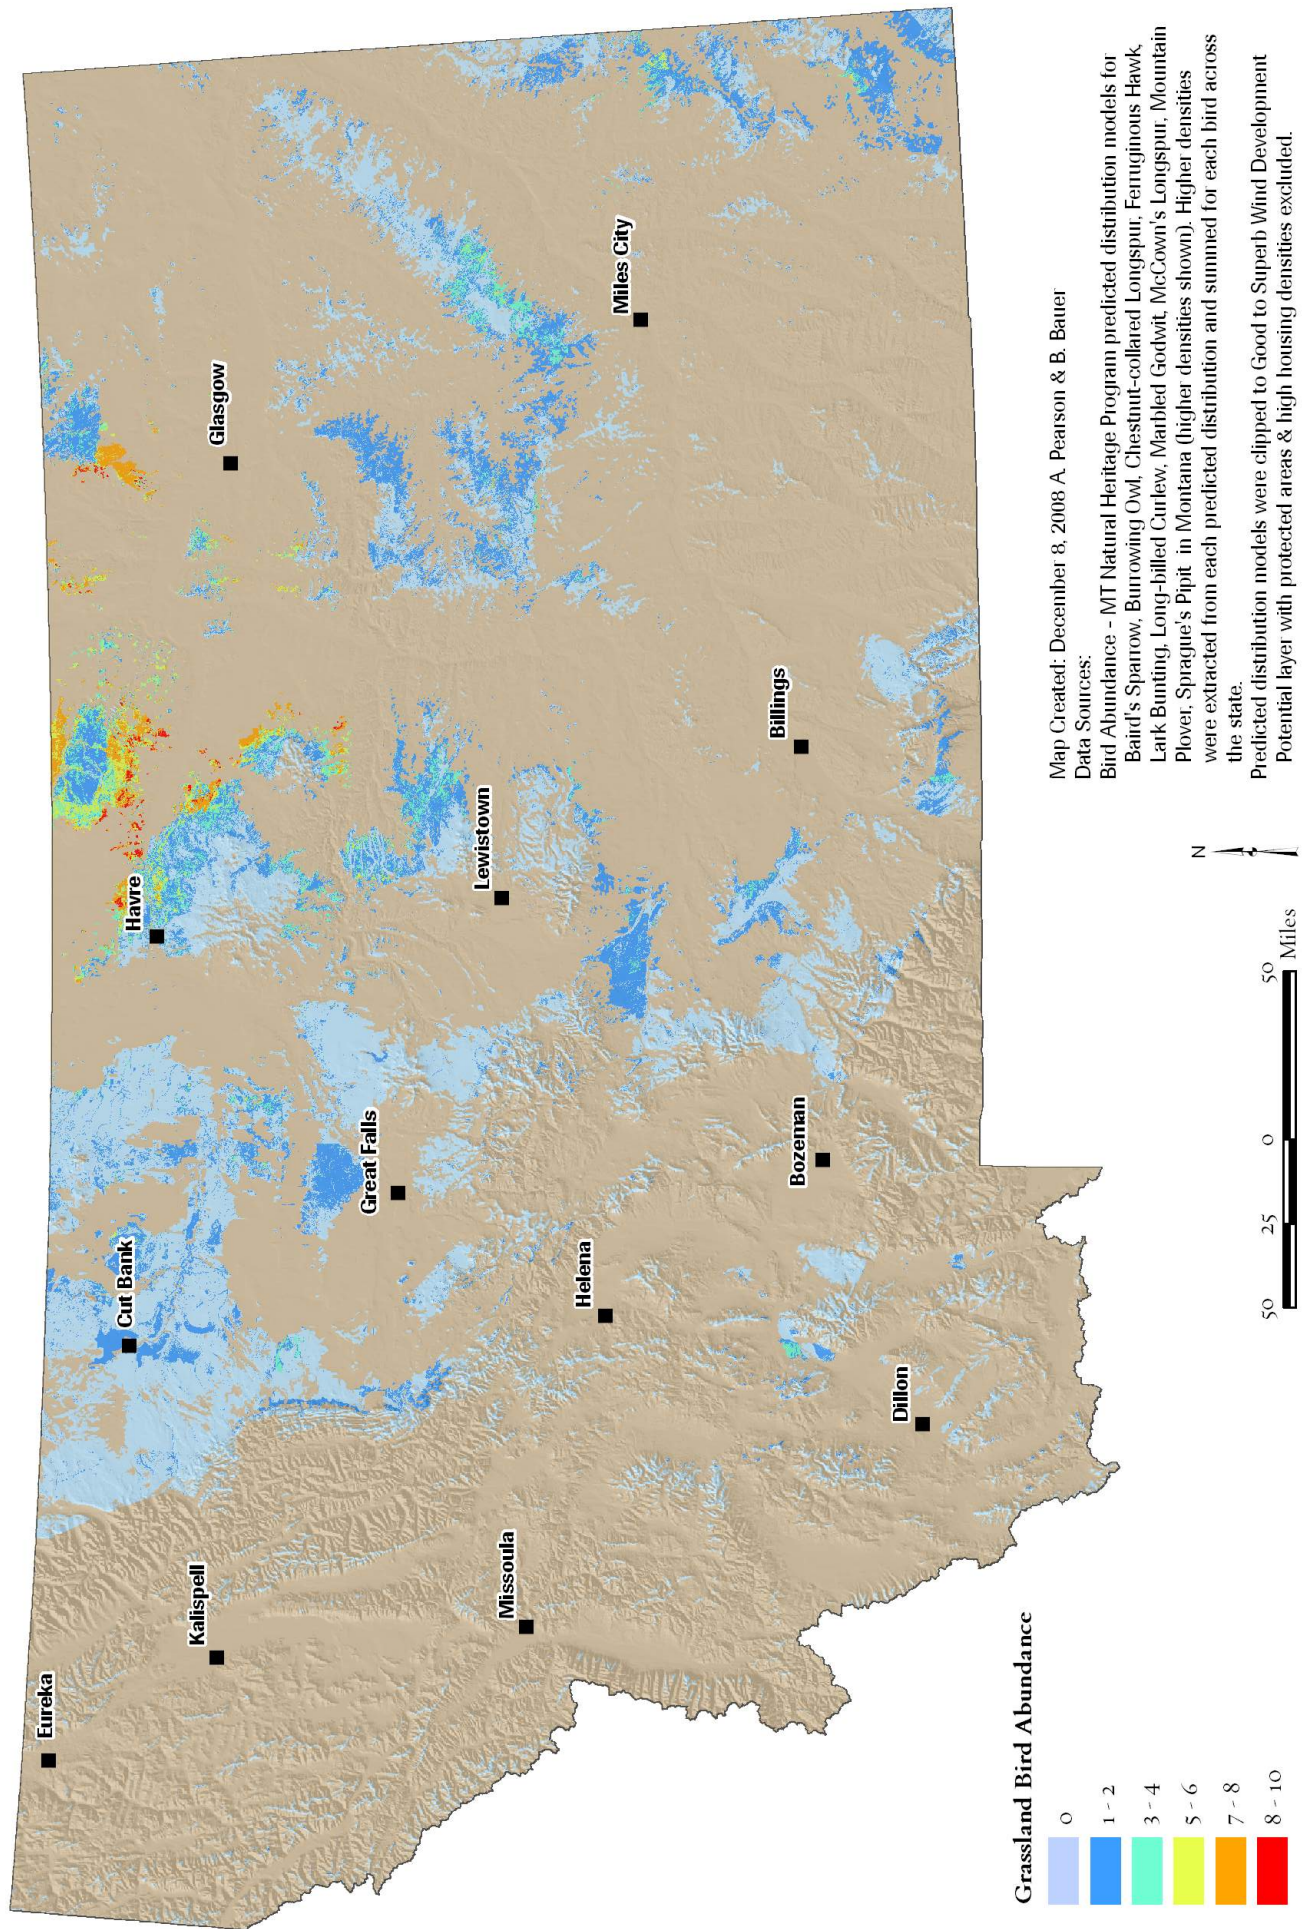 Eureka
Kalispell
Missoula
Cut Bank
Great Falls
Helena
Dillon
Bozeman
Havre
Lewistown
Billings
Glasgow
Miles City
Grassland Bird Abundance
0
1 - 2
3 - 4
5 - 6
7 - 8
8 - 10
50
25
0
50
Miles
N
Map Created: December 8, 2008 A. Pearson & B. Bauer
Data Sources:
Bird Abundance - MT Natural Heritage Program predicted distribution models for
Baird's Sparrow, Burrowing Owl, Chestnut-collared Longspur, Ferruginous Hawk,
Lark Bunting, Long-billed Curlew, Marbled Godwit, McCown's Longspur, Mountain
Plover, Sprague's Pipit in Montana (higher densities shown). Higher densities
were extracted from each predicted distribution and summed for each bird across
the state.
Predicted distribution models were clipped to Good to Superb Wind Development
Potential layer with protected areas & high housing densities excluded.